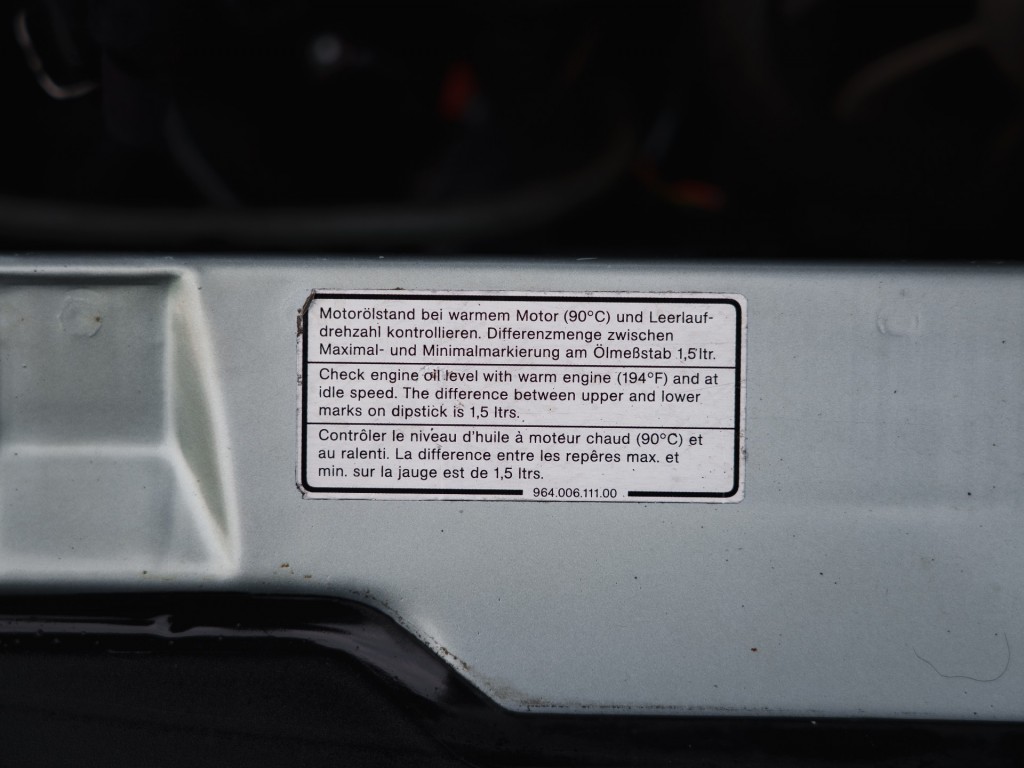 Motorölstand bei warmem Motor (90°C) und Leerlauf-
drehzahl kontrollieren. Differenzmenge zwischen
Maximal- und Minimalmarkierung am Ölmeßstab 1,5 ltr.
Check engine oil level with warm engine (194°F) and at
idle speed. The difference between upper and lower
marks on dipstick is 1,5 ltrs.
Contrôler le niveau d'huile à moteur chaud (90°C) et
au ralenti. La difference entre les repêres max. et
min. sur la jauge est de 1,5 ltrs.
964.006.111.00